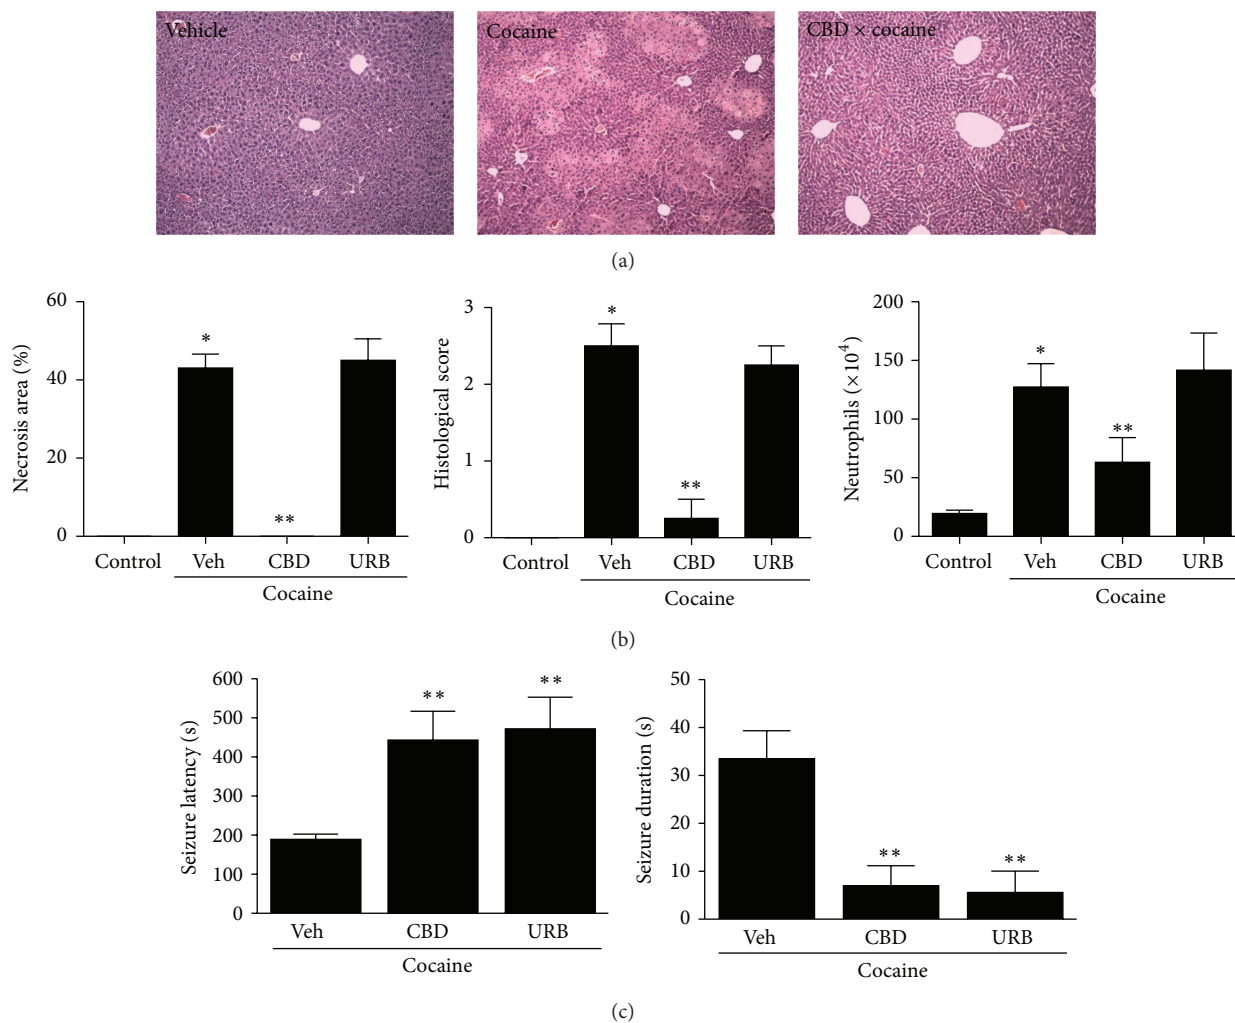 Vehicle
Cocaine
CBD × cocaine
(a)
Necrosis area (%)
60
40
20
0
*
**
Control
Veh
CBD
URB
Cocaine
Histological score
3
2
1
0
*
**
Control
Veh
CBD
URB
Cocaine
Neutrophils (×10⁴)
200
150
100
50
0
*
**
Control
Veh
CBD
URB
Cocaine
(b)
Seizure latency (s)
600
500
400
300
200
100
0
**
**
Veh
CBD
URB
Cocaine
Seizure duration (s)
50
40
30
20
10
0
**
**
Veh
CBD
URB
Cocaine
(c)